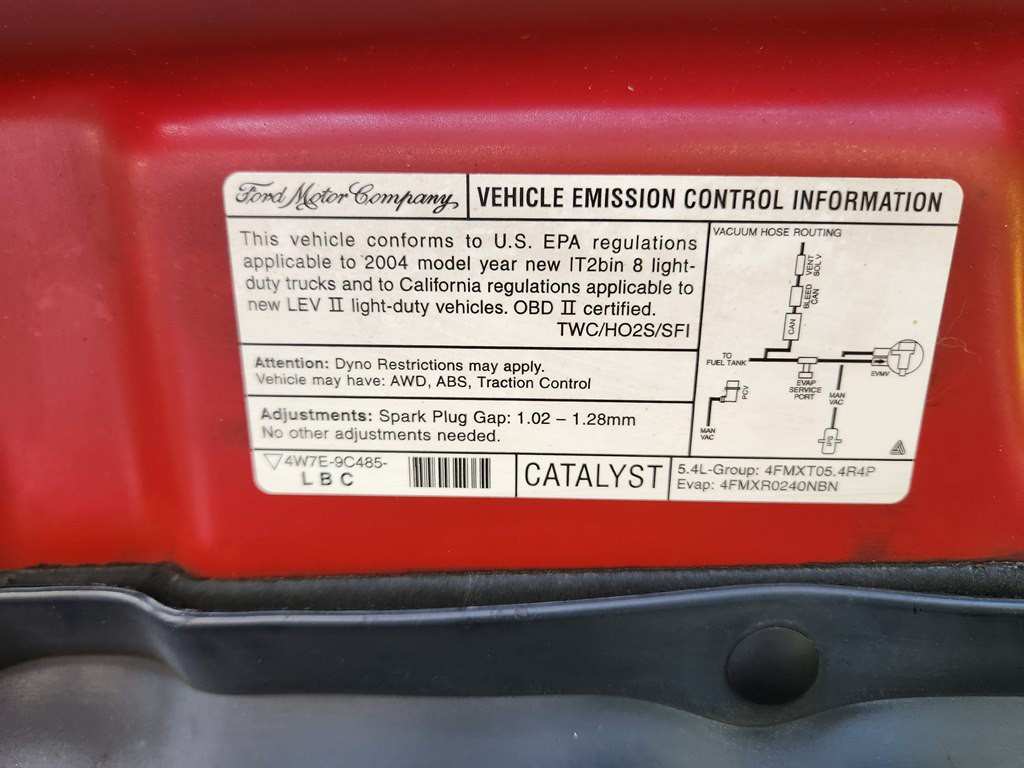 Ford Motor Company
VEHICLE EMISSION CONTROL INFORMATION
This vehicle conforms to U.S. EPA regulations
applicable to 2004 model year new IT2bin 8 light-
duty trucks and to California regulations applicable to
new LEV II light-duty vehicles. OBD II certified.
TWC/HO2S/SFI
Attention: Dyno Restrictions may apply.
Vehicle may have: AWD, ABS, Traction Control
Adjustments: Spark Plug Gap: 1.02 – 1.28mm
No other adjustments needed.
VACUUM HOSE ROUTING
VENT
SOL V
BLEED
CAN
CAN
TO
FUEL TANK
EVAP
SERVICE
PORT
EVMV
PCV
MAN
VAC
MAN
VAC
IPS
4W7E-9C485-
LBC
CATALYST
5.4L-Group: 4FMXT05.4R4P
Evap: 4FMXR0240NBN